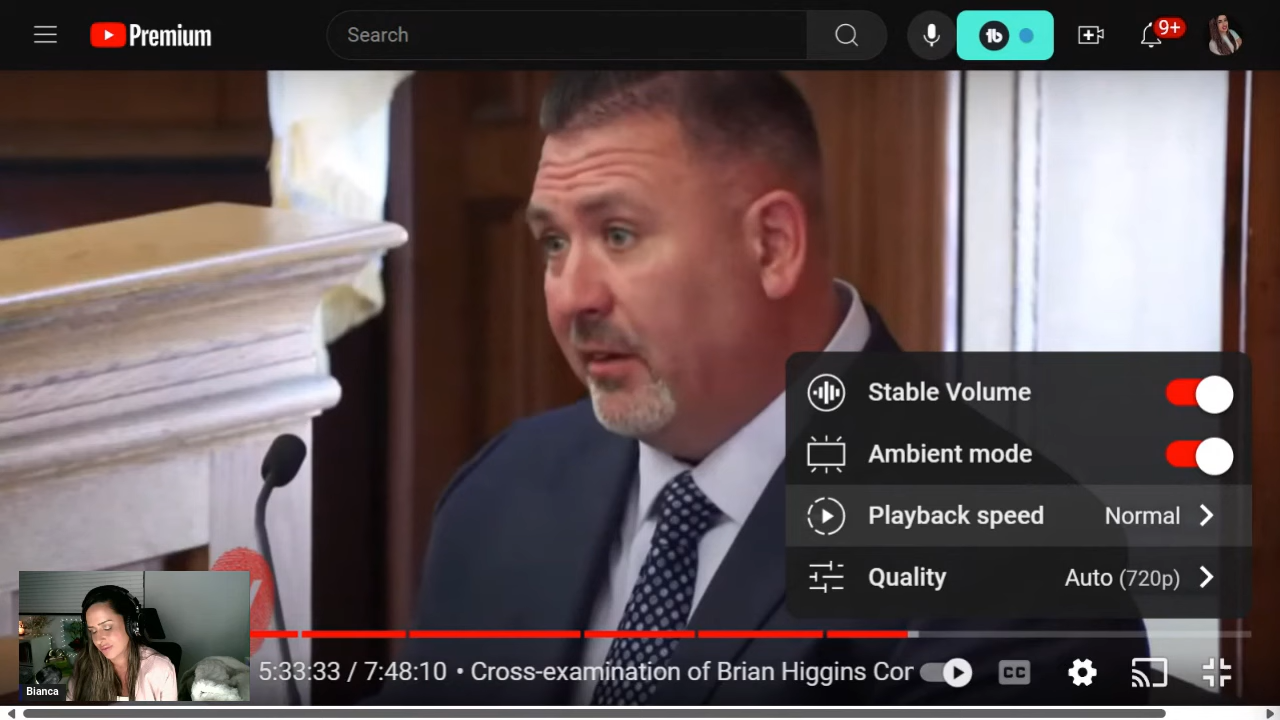 Premium
Search
9+
Stable Volume
Ambient mode
Playback speed Normal
Quality Auto (720p)
5:33:33 / 7:48:10 • Cross-examination of Brian Higgins Cor
CC
Bianca